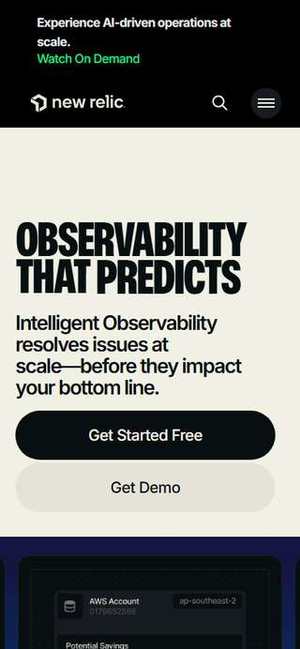 Experience AI-driven operations at
scale.
Watch On Demand
new relic
OBSERVABILITY
THAT PREDICTS
Intelligent Observability
resolves issues at
scale—before they impact
your bottom line.
Get Started Free
Get Demo
AWS Account
ap-southeast-2
Potential Savings